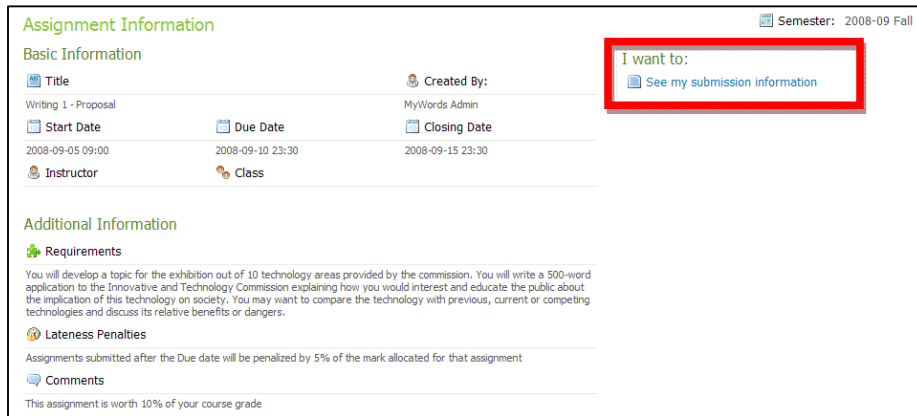 Assignment Information
Semester: 2008-09 Fall
Basic Information
I want to:
Title
Created By:
See my submission information
Writing 1 - Proposal
MyWords Admin
Start Date
Due Date
Closing Date
2008-09-05 09:00
2008-09-10 23:30
2008-09-15 23:30
Instructor
Class
Additional Information
Requirements
You will develop a topic for the exhibition out of 10 technology areas provided by the commission. You will write a 500-word
application to the Innovative and Technology Commission explaining how you would interest and educate the public about
the implication of this technology on society. You may want to compare the technology with previous, current or competing
technologies and discuss its relative benefits or dangers.
Lateness Penalties
Assignments submitted after the Due date will be penalized by 5% of the mark allocated for that assignment
Comments
This assignment is worth 10% of your course grade